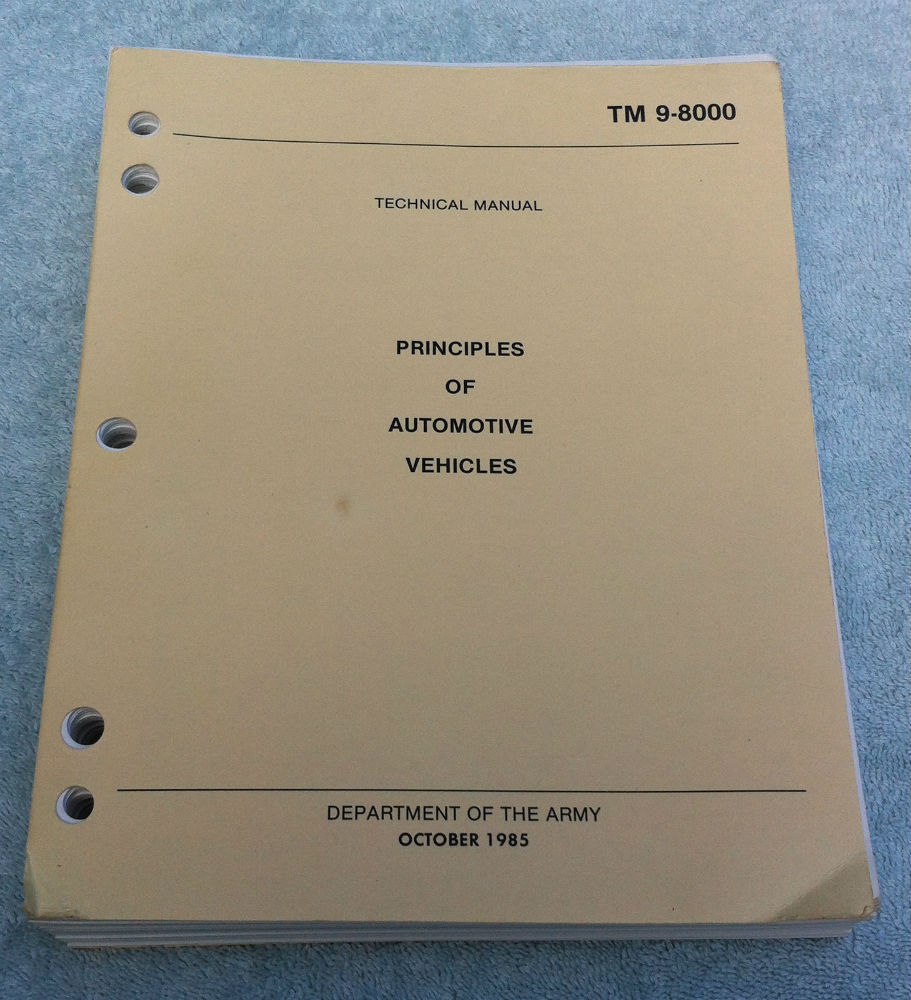 TM 9-8000
TECHNICAL MANUAL
PRINCIPLES
OF
AUTOMOTIVE
VEHICLES
DEPARTMENT OF THE ARMY
OCTOBER 1985